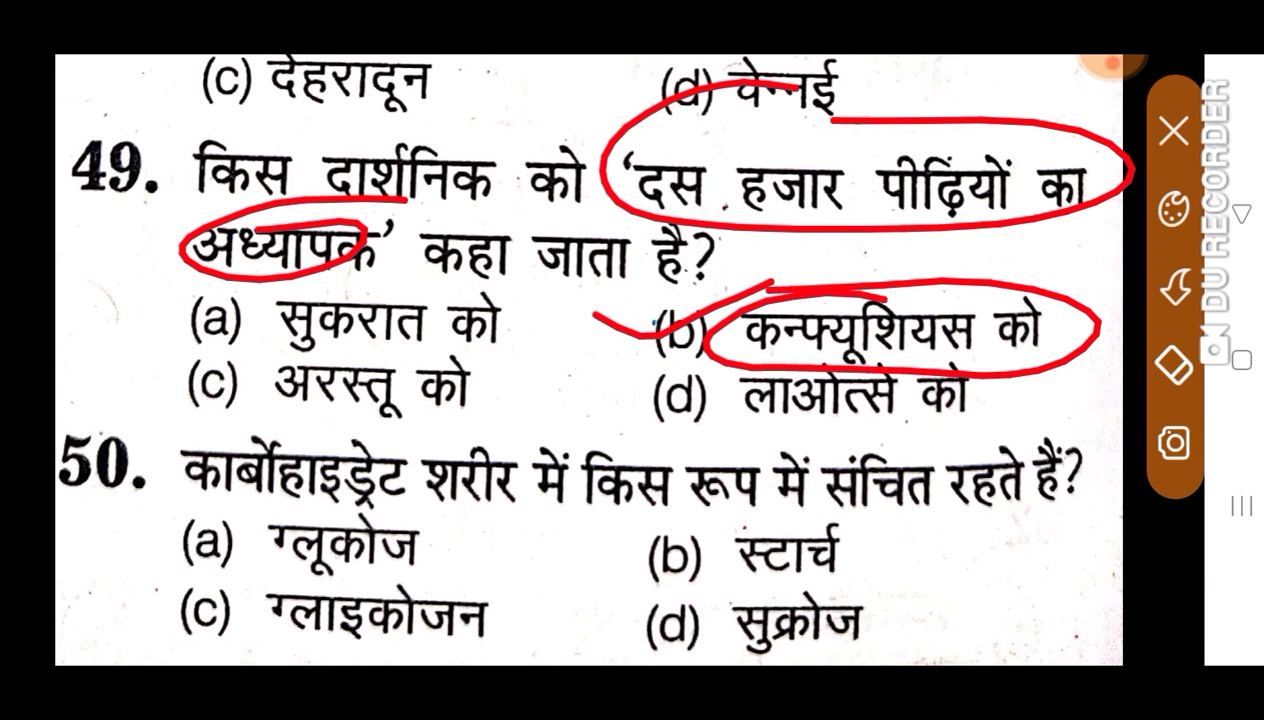 (c) देहरादून (d) चेन्नई
49. किस दार्शनिक को ‘दस हजार पीढ़ियों का
अध्यापक’ कहा जाता है?
(a) सुकरात को (b) कन्फ्यूशियस को
(c) अरस्तू को (d) लाओत्से को
50. कार्बोहाइड्रेट शरीर में किस रूप में संचित रहते हैं?
(a) ग्लूकोज (b) स्टार्च
(c) ग्लाइकोजन (d) सुक्रोज
DU RECORDER